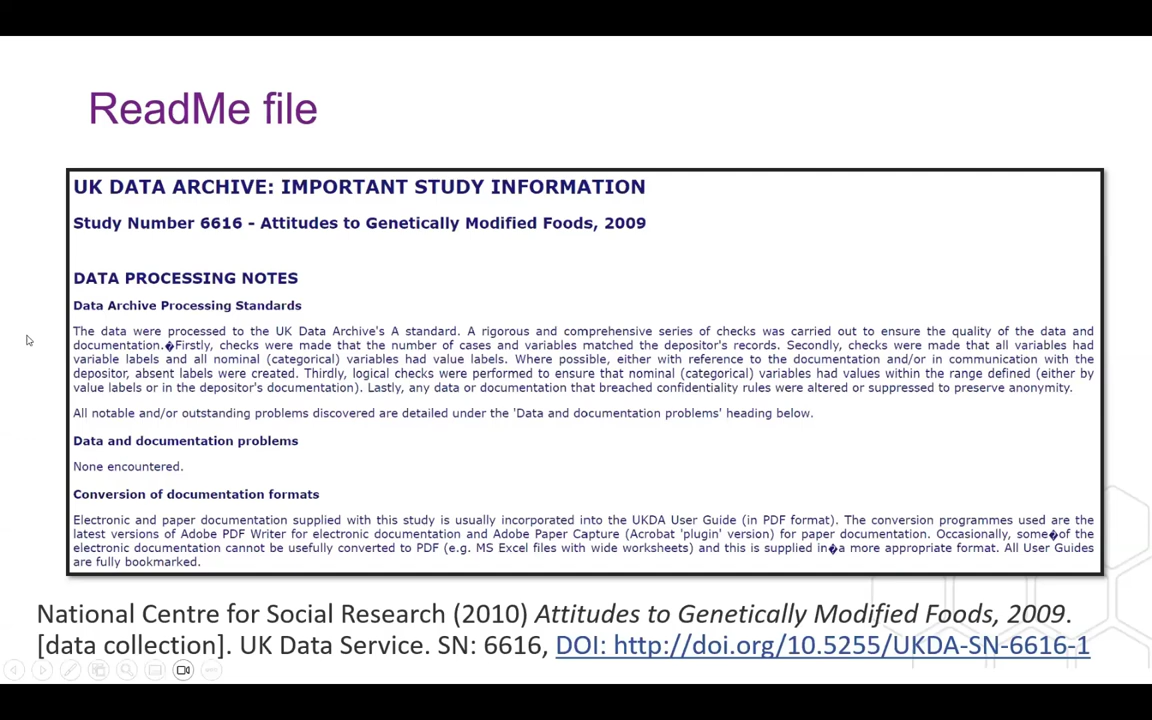 ReadMe file
UK DATA ARCHIVE: IMPORTANT STUDY INFORMATION
Study Number 6616 - Attitudes to Genetically Modified Foods, 2009
DATA PROCESSING NOTES
Data Archive Processing Standards
The data were processed to the UK Data Archive's A standard. A rigorous and comprehensive series of checks was carried out to ensure the quality of the data and
documentation.�Firstly, checks were made that the number of cases and variables matched the depositor's records. Secondly, checks were made that all variables had
variable labels and all nominal (categorical) variables had value labels. Where possible, either with reference to the documentation and/or in communication with the
depositor, absent labels were created. Thirdly, logical checks were performed to ensure that nominal (categorical) variables had values within the range defined (either by
value labels or in the depositor's documentation). Lastly, any data or documentation that breached confidentiality rules were altered or suppressed to preserve anonymity.
All notable and/or outstanding problems discovered are detailed under the 'Data and documentation problems' heading below.
Data and documentation problems
None encountered.
Conversion of documentation formats
Electronic and paper documentation supplied with this study is usually incorporated into the UKDA User Guide (in PDF format). The conversion programmes used are the
latest versions of Adobe PDF Writer for electronic documentation and Adobe Paper Capture (Acrobat 'plugin' version) for paper documentation. Occasionally, some�of the
electronic documentation cannot be usefully converted to PDF (e.g. MS Excel files with wide worksheets) and this is supplied in�a more appropriate format. All User Guides
are fully bookmarked.
National Centre for Social Research (2010) Attitudes to Genetically Modified Foods, 2009.
[data collection]. UK Data Service. SN: 6616, DOI: http://doi.org/10.5255/UKDA-SN-6616-1